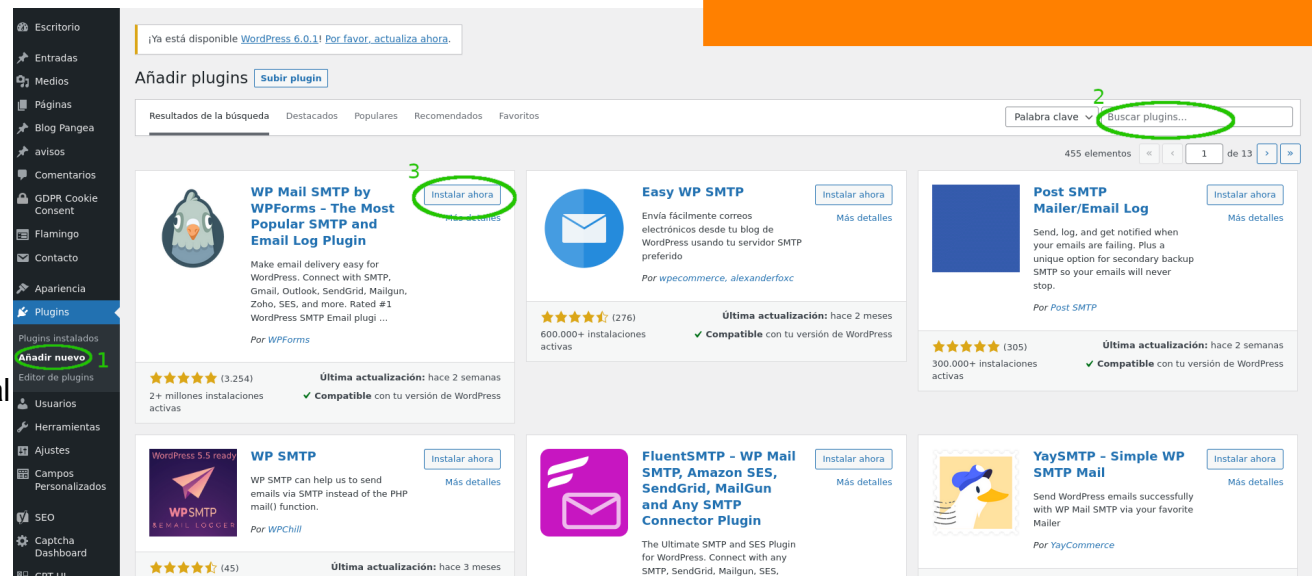 Escritorio
Entradas
Medios
Páginas
Blog Pangea
avisos
Comentarios
GDPR Cookie
Consent
Flamingo
Contacto
Apariencia
Plugins
Plugins instalados
Añadir nuevo 1
Editor de plugins
al
Usuarios
Herramientas
Ajustes
Campos
Personalizados
SEO
Captcha
Dashboard
CPT UI
¡Ya está disponible WordPress 6.0.1! Por favor, actualiza ahora.
Añadir plugins Subir plugin
Resultados de la búsqueda Destacados Populares Recomendados Favoritos
2
Palabra clave Buscar plugins...
455 elementos « ‹ 1 de 13 › »
3
WP Mail SMTP by
WPForms – The Most
Popular SMTP and
Email Log Plugin
Instalar ahora
Más detalles
Make email delivery easy for
WordPress. Connect with SMTP,
Gmail, Outlook, SendGrid, Mailgun,
Zoho, SES, and more. Rated #1
WordPress SMTP Email plugi ...
Por WPForms
(3.254)
2+ millones instalaciones
activas
Última actualización: hace 2 semanas
✓ Compatible con tu versión de WordPress
Easy WP SMTP
Instalar ahora
Más detalles
Envía fácilmente correos
electrónicos desde tu blog de
WordPress usando tu servidor SMTP
preferido
Por wpecommerce, alexanderfoxc
(276)
600.000+ instalaciones
activas
Última actualización: hace 2 meses
✓ Compatible con tu versión de WordPress
Post SMTP
Mailer/Email Log
Instalar ahora
Más detalles
Send, log, and get notified when
your emails are failing. Plus a
unique option for secondary backup
SMTP so your emails will never
stop.
Por Post SMTP
(305)
300.000+ instalaciones
activas
Última actualización: hace 2 semanas
✓ Compatible con tu versión de WordPress
WordPress 5.5 ready
WPSMTP
&EMAIL LOGGER
WP SMTP
Instalar ahora
Más detalles
WP SMTP can help us to send
emails via SMTP instead of the PHP
mail() function.
Por WPChill
(45)
Última actualización: hace 3 meses
FluentSMTP – WP Mail
SMTP, Amazon SES,
SendGrid, MailGun
and Any SMTP
Connector Plugin
Instalar ahora
Más detalles
The Ultimate SMTP and SES Plugin
for WordPress. Connect with any
SMTP, SendGrid, Mailgun, SES,
YaySMTP – Simple WP
SMTP Mail
Instalar ahora
Más detalles
Send WordPress emails successfully
with WP Mail SMTP via your favorite
Mailer
Por YayCommerce